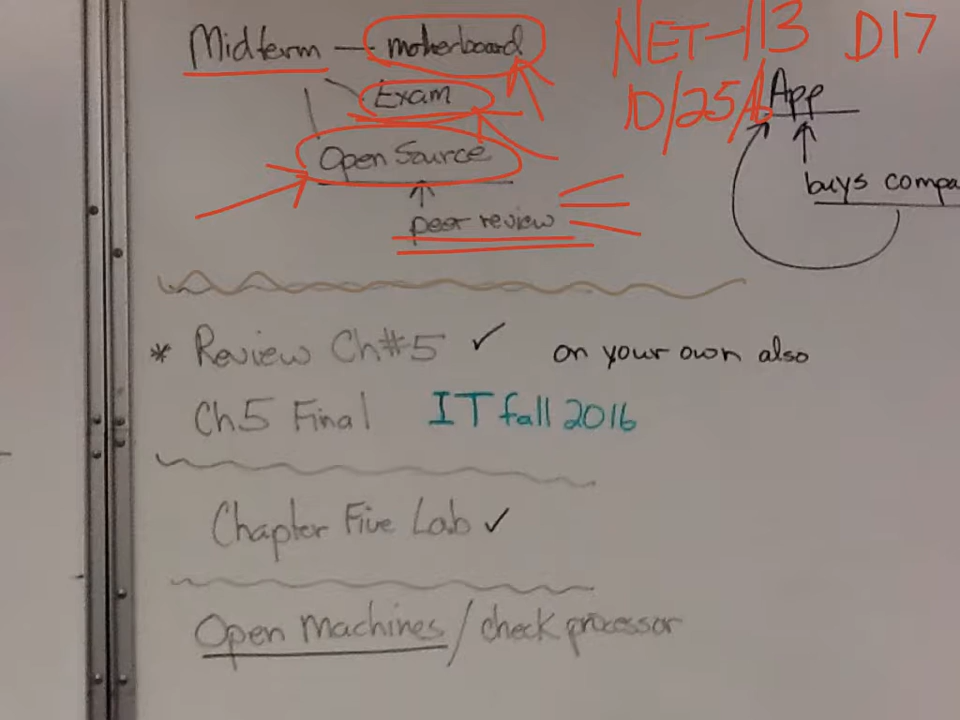 Midterm — motherboard
NET-113 D17
Exam
10/25/16
App
Open Source
buys compa
peer review
* Review Ch#5 ✓ on your own also
Ch5 Final IT fall 2016
Chapter Five Lab ✓
Open Machines / check processor